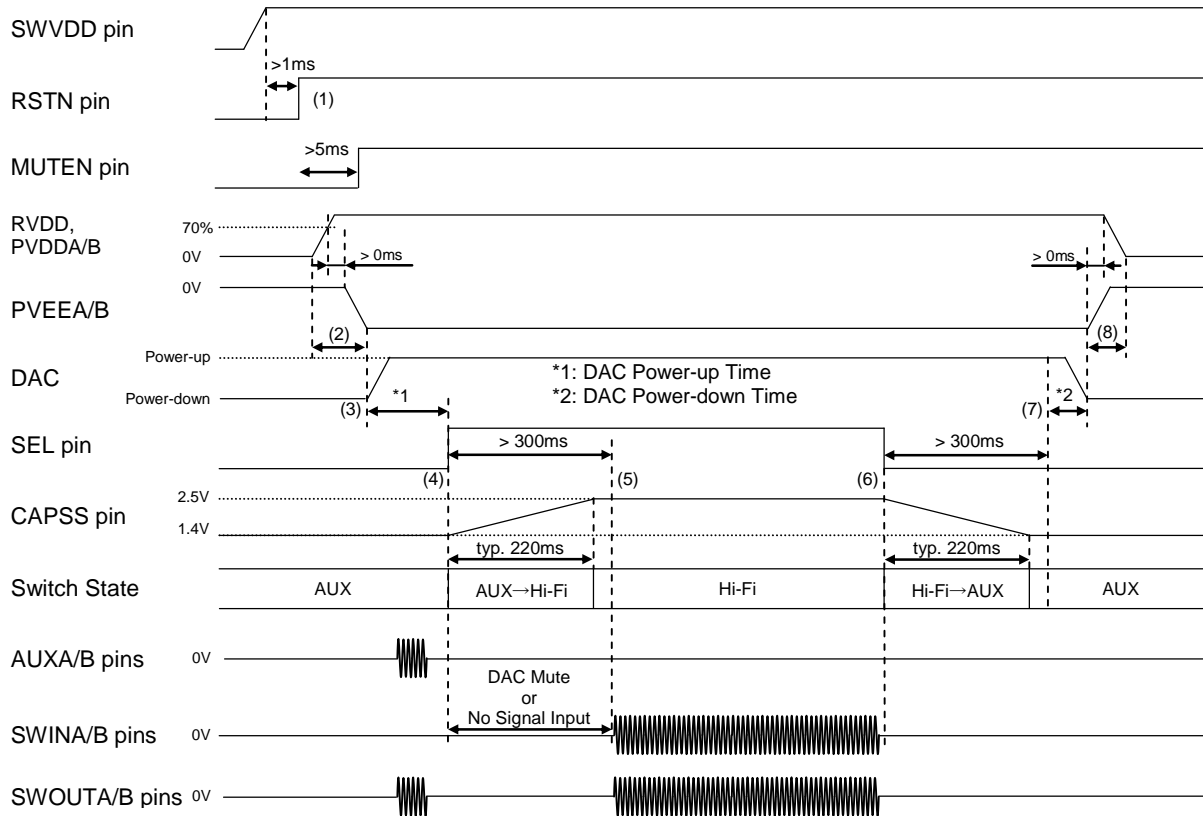 SWVDD pin
>1ms
RSTN pin
(1)
>5ms
MUTEN pin
RVDD,
PVDDA/B
70%
0V
> 0ms
> 0ms
0V
PVEEA/B
(2)
(8)
Power-up
DAC
*1: DAC Power-up Time
*2: DAC Power-down Time
Power-down
(3)
*1
(7)
*2
SEL pin
> 300ms
> 300ms
(4)
(5)
(6)
2.5V
CAPSS pin
1.4V
typ. 220ms
typ. 220ms
Switch State
AUX
AUX→Hi-Fi
Hi-Fi
Hi-Fi→AUX
AUX
AUXA/B pins
0V
DAC Mute
or
No Signal Input
SWINA/B pins
0V
SWOUTA/B pins
0V